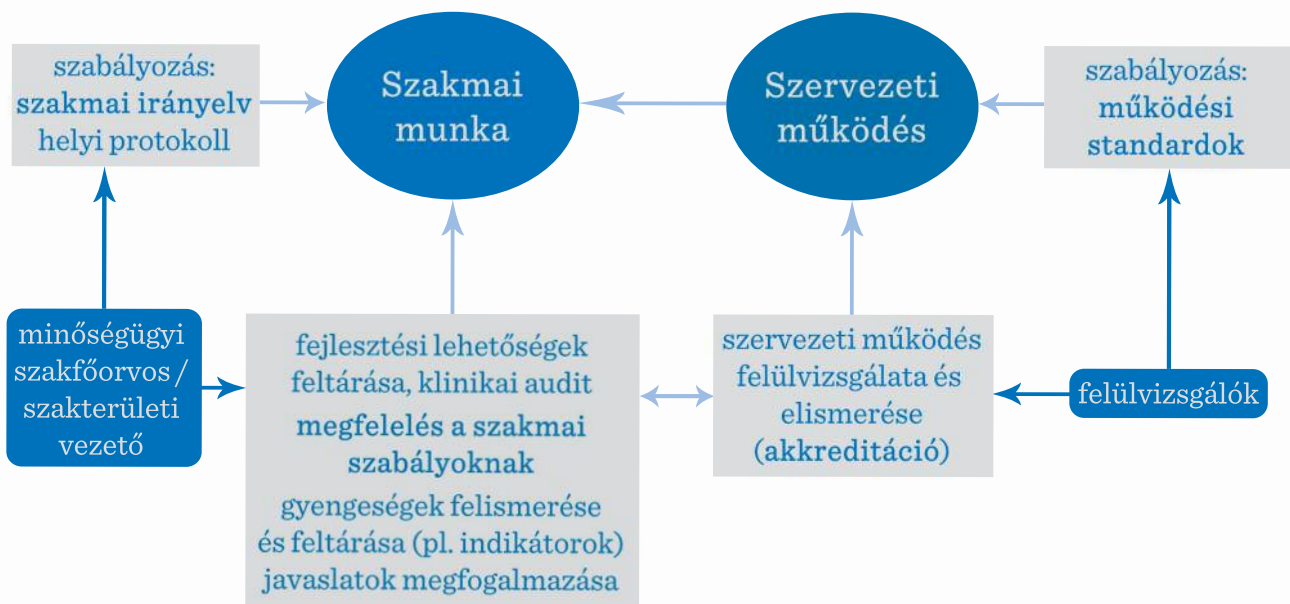 szabályozás:
szakmai irányelv
helyi protokoll
Szakmai
munka
Szervezeti
működés
szabályozás:
működési
standardok
minőségügyi
szakfőorvos /
szakterületi
vezető
fejlesztési lehetőségek
feltárása, klinikai audit
megfelelés a szakmai
szabályoknak
gyengeségek felismerése
és feltárása (pl. indikátorok)
javaslatok megfogalmazása
szervezeti működés
felülvizsgálata és
elismerése
(akkreditáció)
felülvizsgálók